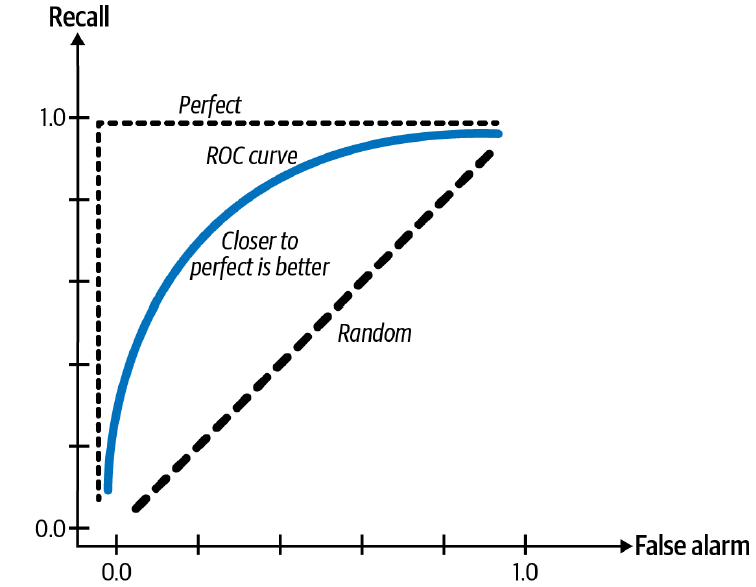 Recall
1.0
Perfect
ROC curve
Closer to
perfect is better
Random
0.0
False alarm
0.0
1.0